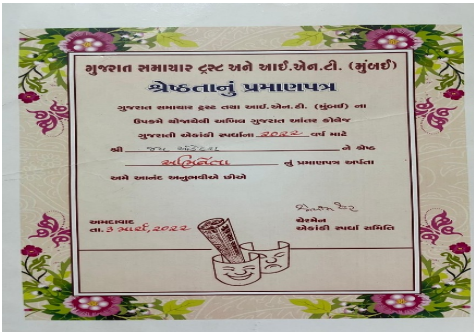 ગુજરાત સમાચાર ટ્રસ્ટ અને આઈ.એન.ટી. (મુંબઈ)
શ્રેષ્ઠતાનું પ્રમાણપત્ર
ગુજરાત સમાચાર ટ્રસ્ટ તથા આઈ.એન.ટી. (મુંબઈ) ના
ઉપક્રમે યોજાયેલી અખિલ ગુજરાત આંતર કોલેજ
ગુજરાતી એકાંકી સ્પર્ધાના ૨૦૨૨ વર્ષ માટે
શ્રી જય ને શ્રેષ્ઠ
અભિનેતા નું પ્રમાણપત્ર અર્પતા
અમે આનંદ અનુભવીએ છીએ
અમદાવાદ
તા. 3 માર્ચ, ૨૦૨૨
ચેરમેન
એકાંકી સ્પર્ધા સમિતિ